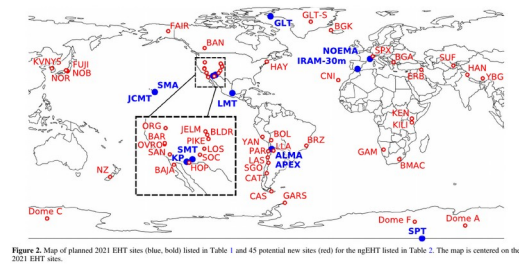 FAIR
GLT
GLT-S
BGK
BAN
NOEMA
SPX
IRAM-30m
BGA
SUF
KVNYS
FUJI
NOB
NOR
HAY
CNI
ERB
HAN
YBG
SMA
JCMT
LMT
ORG
JELM
BLDR
BAR
PIKE
OVRO
LOS
SAN
SMT
SOC
KP
HOP
BAJA
BOL
YAN
LLA
BRZ
PAR
ALMA
LAS
APEX
SGO
CAT
KEN
KILI
GAM
BMAC
NZ
CAS
GARS
Dome C
Dome F
Dome A
SPT
Figure 2. Map of planned 2021 EHT sites (blue, bold) listed in Table 1 and 45 potential new sites (red) for the ngEHT listed in Table 2. The map is centered on the
2021 EHT sites.